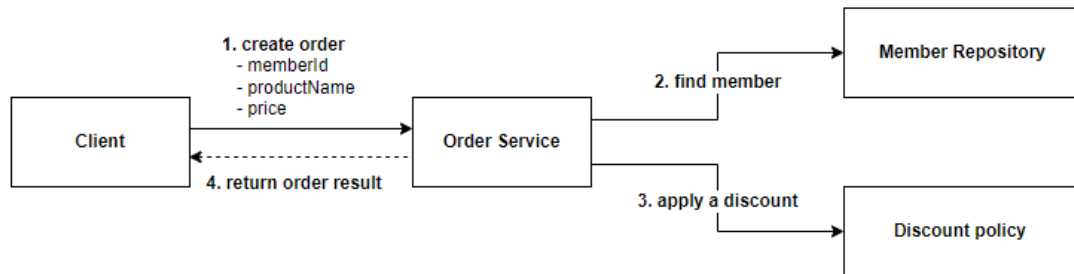 1. create order
- memberId
- productName
- price
Client
Order Service
4. return order result
2. find member
Member Repository
3. apply a discount
Discount policy